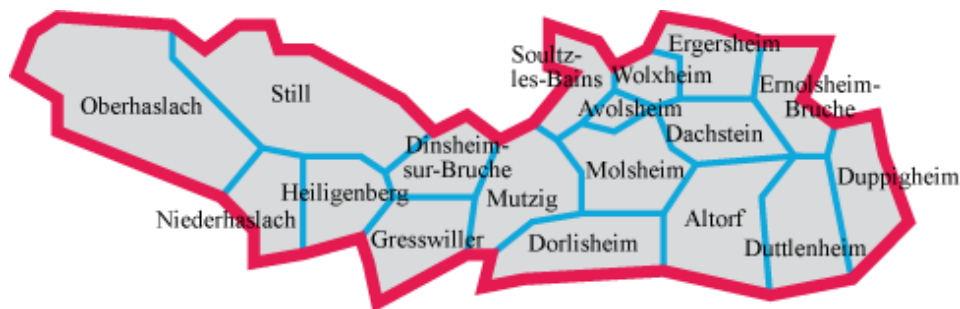 Oberhaslach
Still
Niederhaslach
Heiligenberg
Dinsheim-
sur-Bruche
Gresswiller
Mutzig
Soultz-
les-Bains
Wolxheim
Ergersheim
Avolsheim
Ernolsheim-
Bruche
Dachstein
Molsheim
Dorlisheim
Altorf
Duttlenheim
Duppigheim